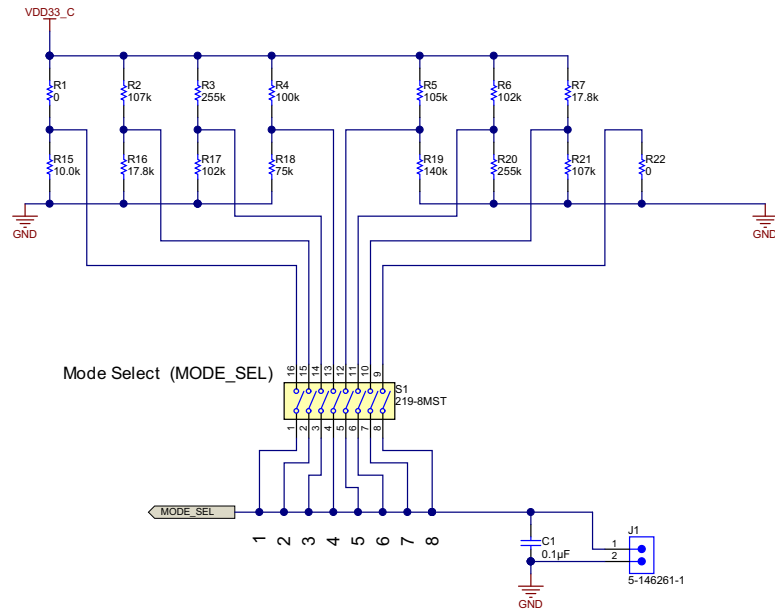 VDD33_C
R1
0
R2
107k
R3
255k
R4
100k
R5
105k
R6
102k
R7
17.8k
R15
10.0k
R16
17.8k
R17
102k
R18
75k
R19
140k
R20
255k
R21
107k
R22
0
GND
GND
Mode Select (MODE_SEL)
16
15
14
13
12
11
10
9
S1
219-8MST
1
2
3
4
5
6
7
8
MODE_SEL
1
2
3
4
5
6
7
8
C1
0.1µF
J1
1
2
5-146261-1
GND